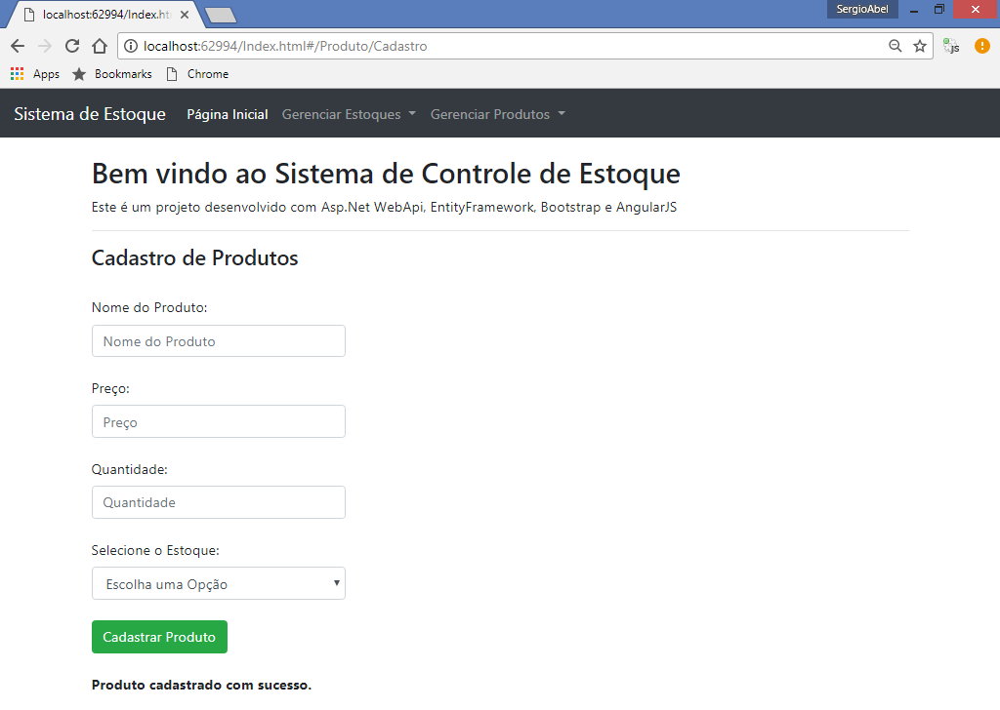 localhost:62994/Index.ht
SergioAbel
localhost:62994/Index.html#/Produto/Cadastro
js
Apps Bookmarks Chrome
Sistema de Estoque Página Inicial Gerenciar Estoques Gerenciar Produtos
Bem vindo ao Sistema de Controle de Estoque
Este é um projeto desenvolvido com Asp.Net WebApi, EntityFramework, Bootstrap e AngularJS
Cadastro de Produtos
Nome do Produto:
Nome do Produto
Preço:
Preço
Quantidade:
Quantidade
Selecione o Estoque:
Escolha uma Opção
Cadastrar Produto
Produto cadastrado com sucesso.